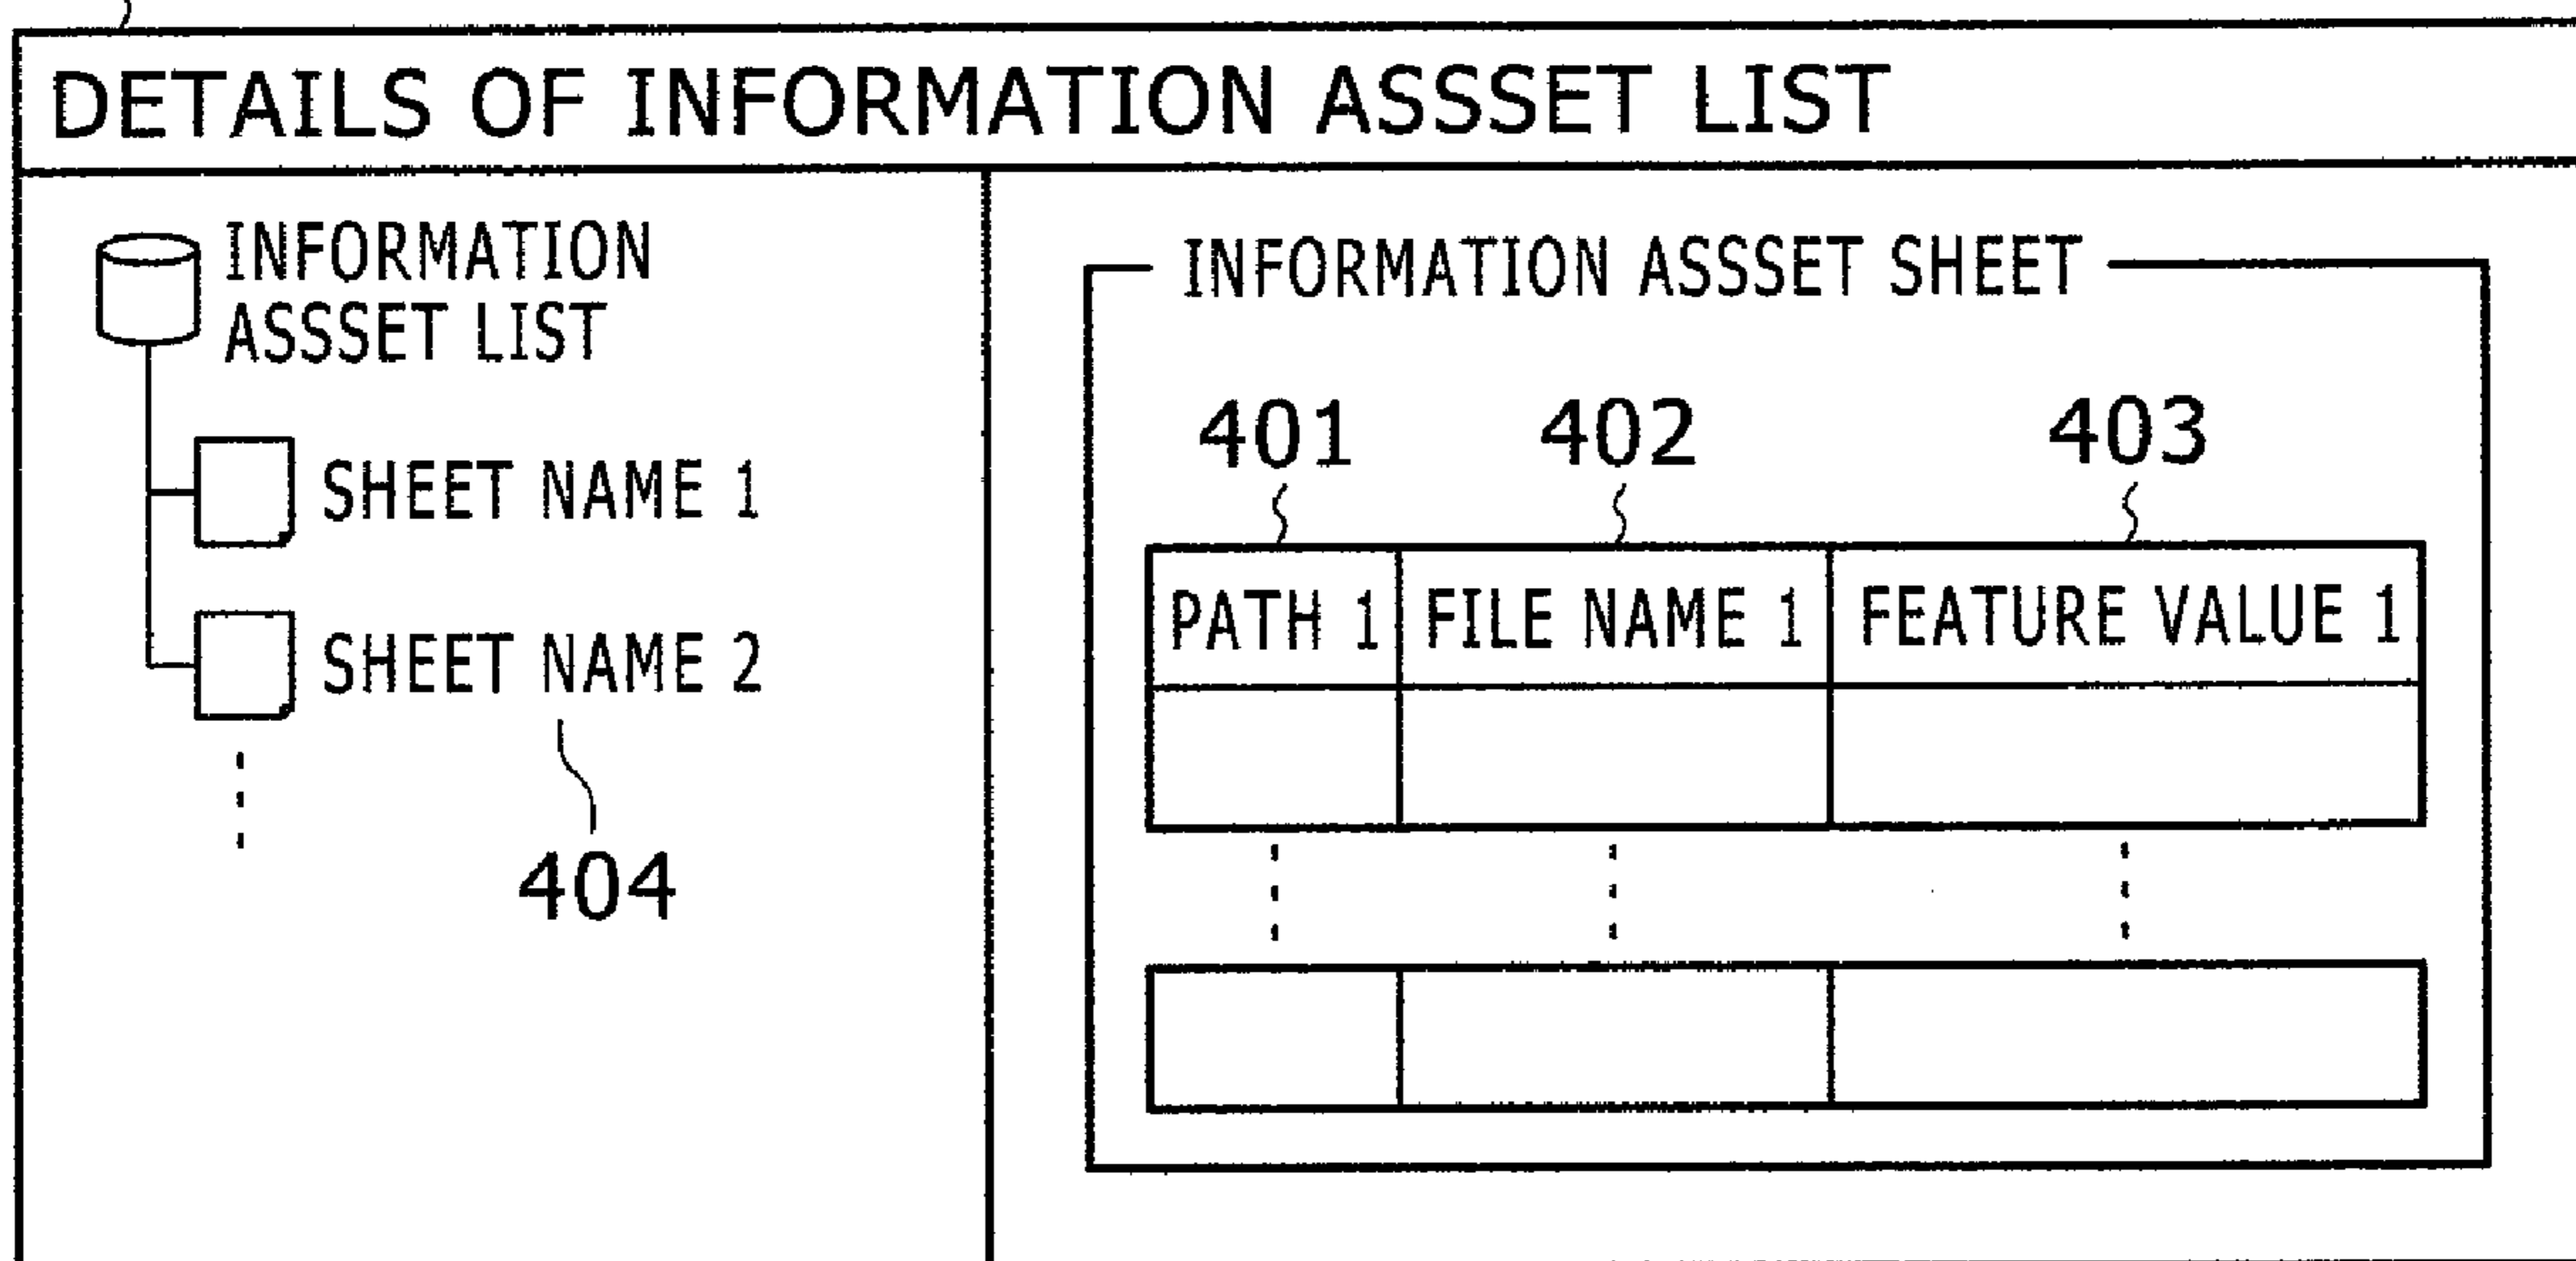 DETAILS OF INFORMATION ASSSET LIST
INFORMATION
ASSSET LIST
SHEET NAME 1
SHEET NAME 2
404
INFORMATION ASSSET SHEET
401 402 403
PATH 1 FILE NAME 1 FEATURE VALUE 1